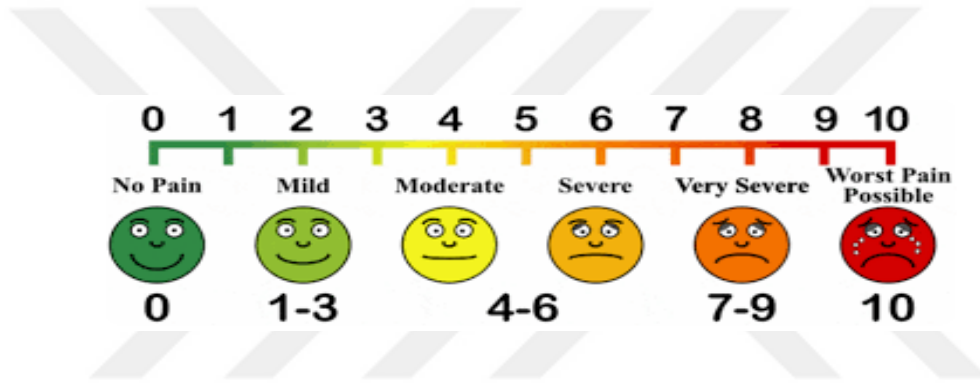 0 1 2 3 4 5 6 7 8 9 10
No Pain Mild Moderate Severe Very Severe Worst Pain
Possible
0 1-3 4-6 7-9 10